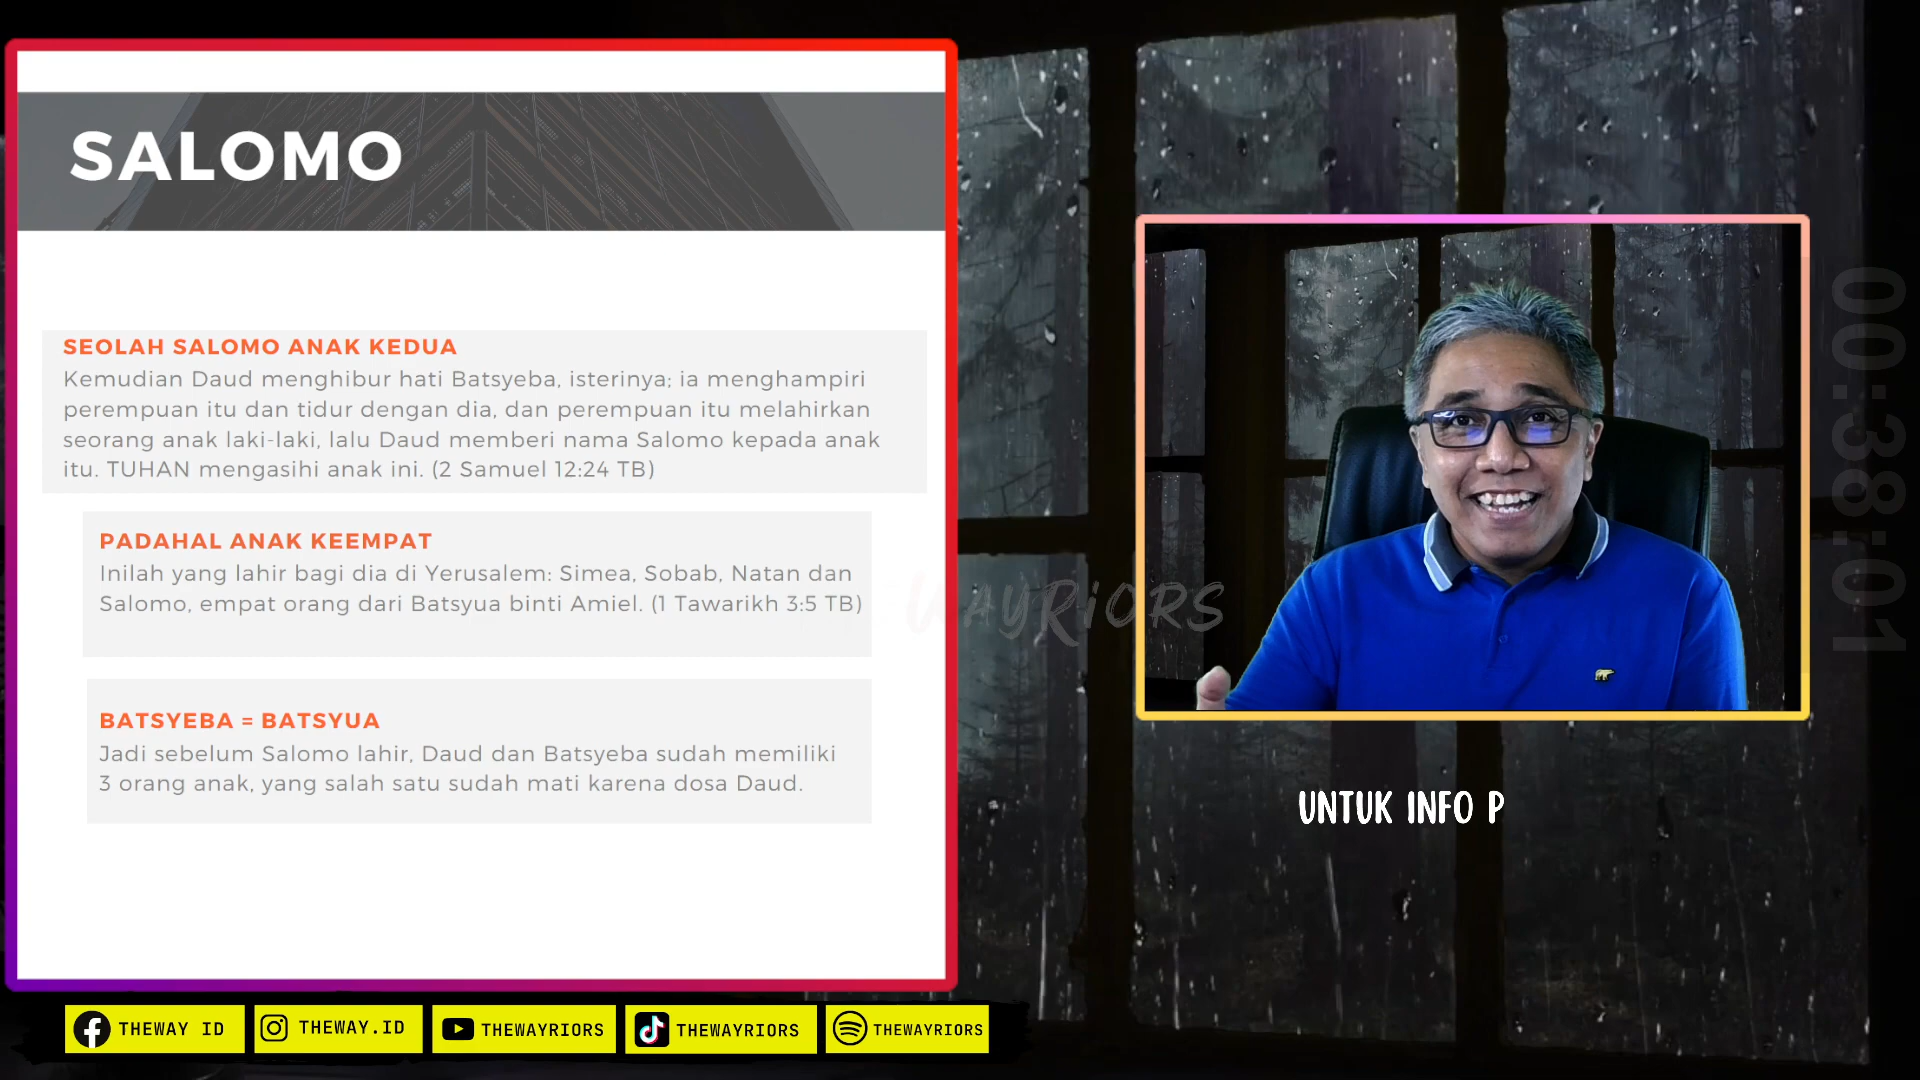 SALOMO
SEOLAH SALOMO ANAK KEDUA
Kemudian Daud menghibur hati Batsyeba, isterinya; ia menghampiri
perempuan itu dan tidur dengan dia, dan perempuan itu melahirkan
seorang anak laki-laki, lalu Daud memberi nama Salomo kepada anak
itu. TUHAN mengasihi anak ini. (2 Samuel 12:24 TB)
PADAHAL ANAK KEEMPAT
Inilah yang lahir bagi dia di Yerusalem: Simea, Sobab, Natan dan
Salomo, empat orang dari Batsyua binti Amiel. (1 Tawarikh 3:5 TB)
BATSYEBA = BATSYUA
Jadi sebelum Salomo lahir, Daud dan Batsyeba sudah memiliki
3 orang anak, yang salah satu sudah mati karena dosa Daud.
WAYRiORS
00:38:01
UNTUK INFO P
THEWAY ID
THEWAY.ID
THEWAYRIORS
THEWAYRIORS
THEWAYRIORS